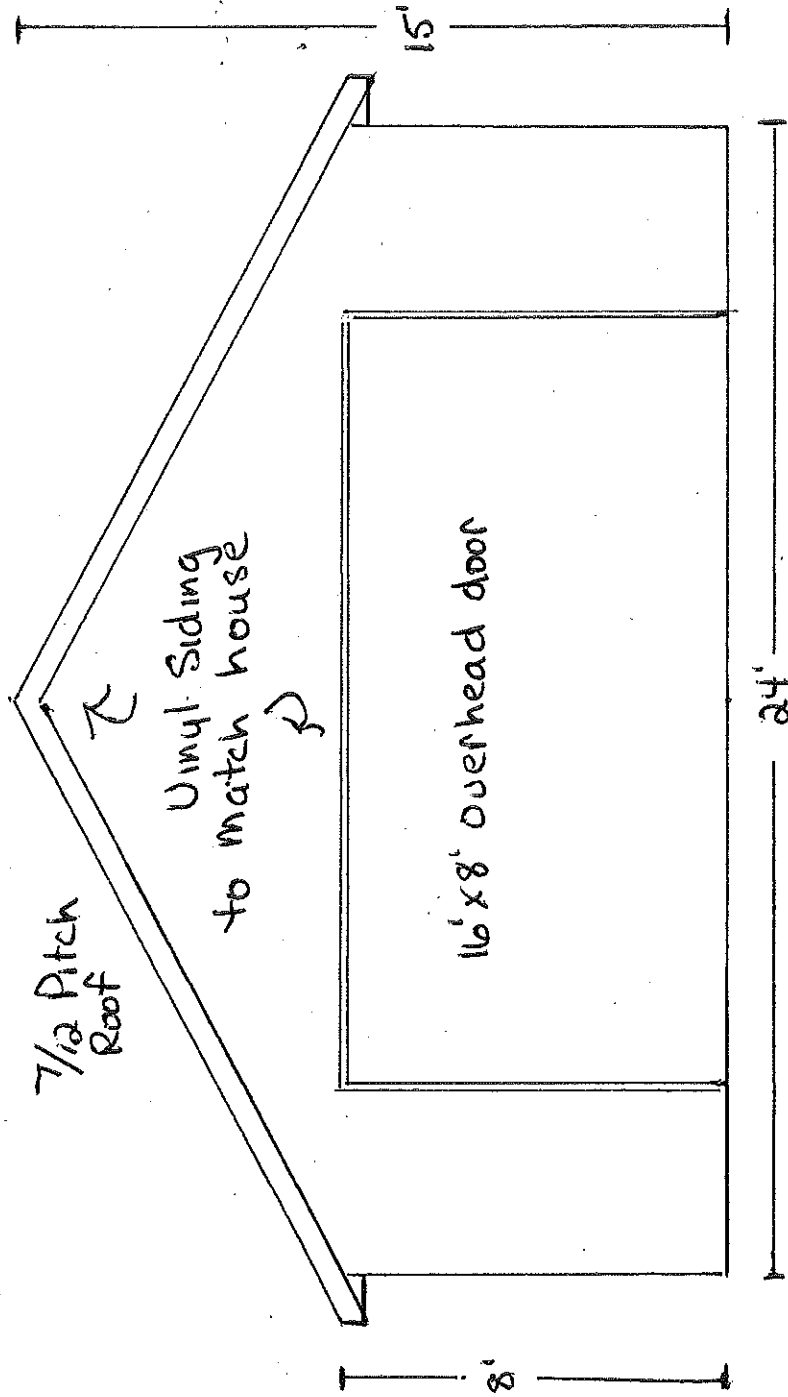 7/12 Pitch
Roof
Vinyl Siding
to match house
16'x8' overhead door
8'
15'
24'